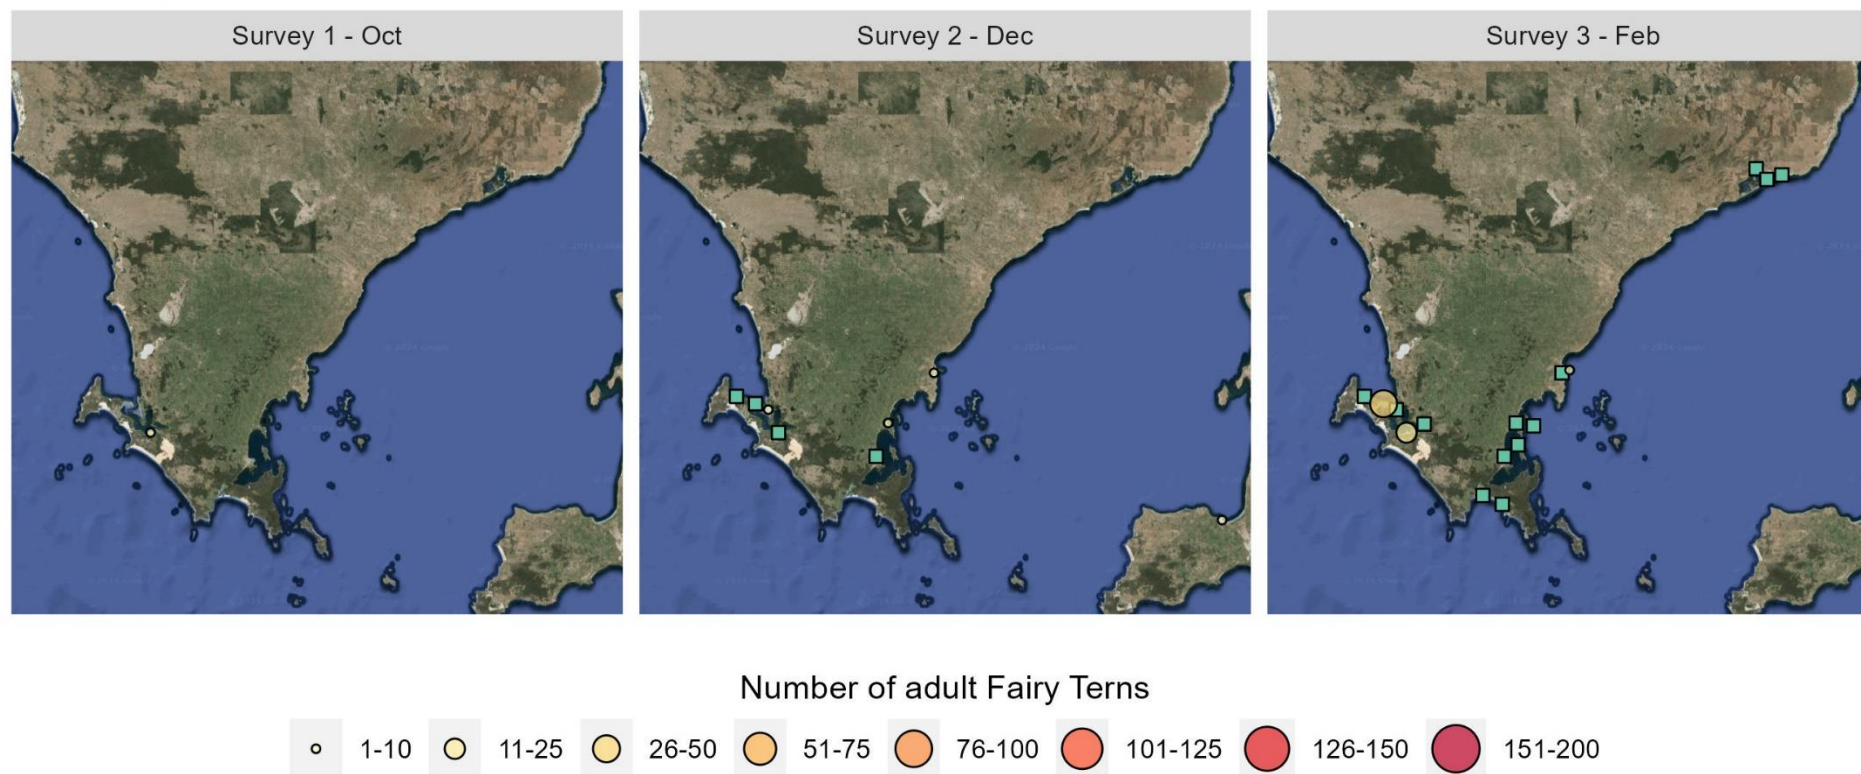 Survey 1 - Oct
Survey 2 - Dec
Survey 3 - Feb
Number of adult Fairy Terns
1-10
11-25
26-50
51-75
76-100
101-125
126-150
151-200